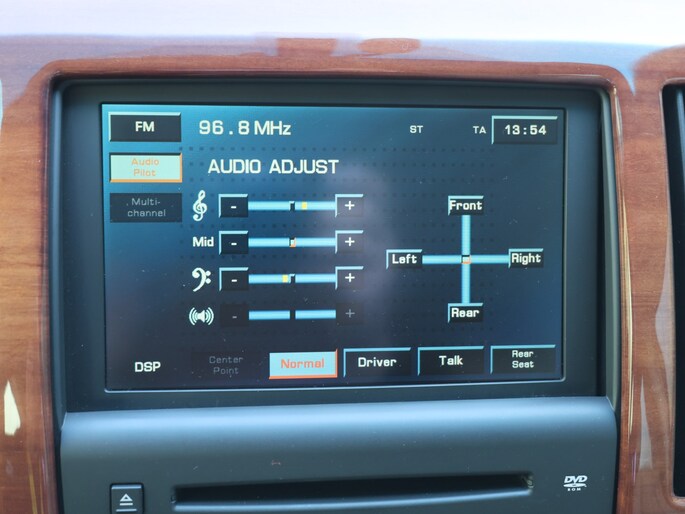 FM
96.8 MHz
ST
TA
13:54
Audio
Pilot
AUDIO ADJUST
Multi-
channel
- +
Front
Mid - +
Left
Right
- +
Rear
- +
DSP
Center
Point
Normal
Driver
Talk
Rear
Seat
DVD
ROM